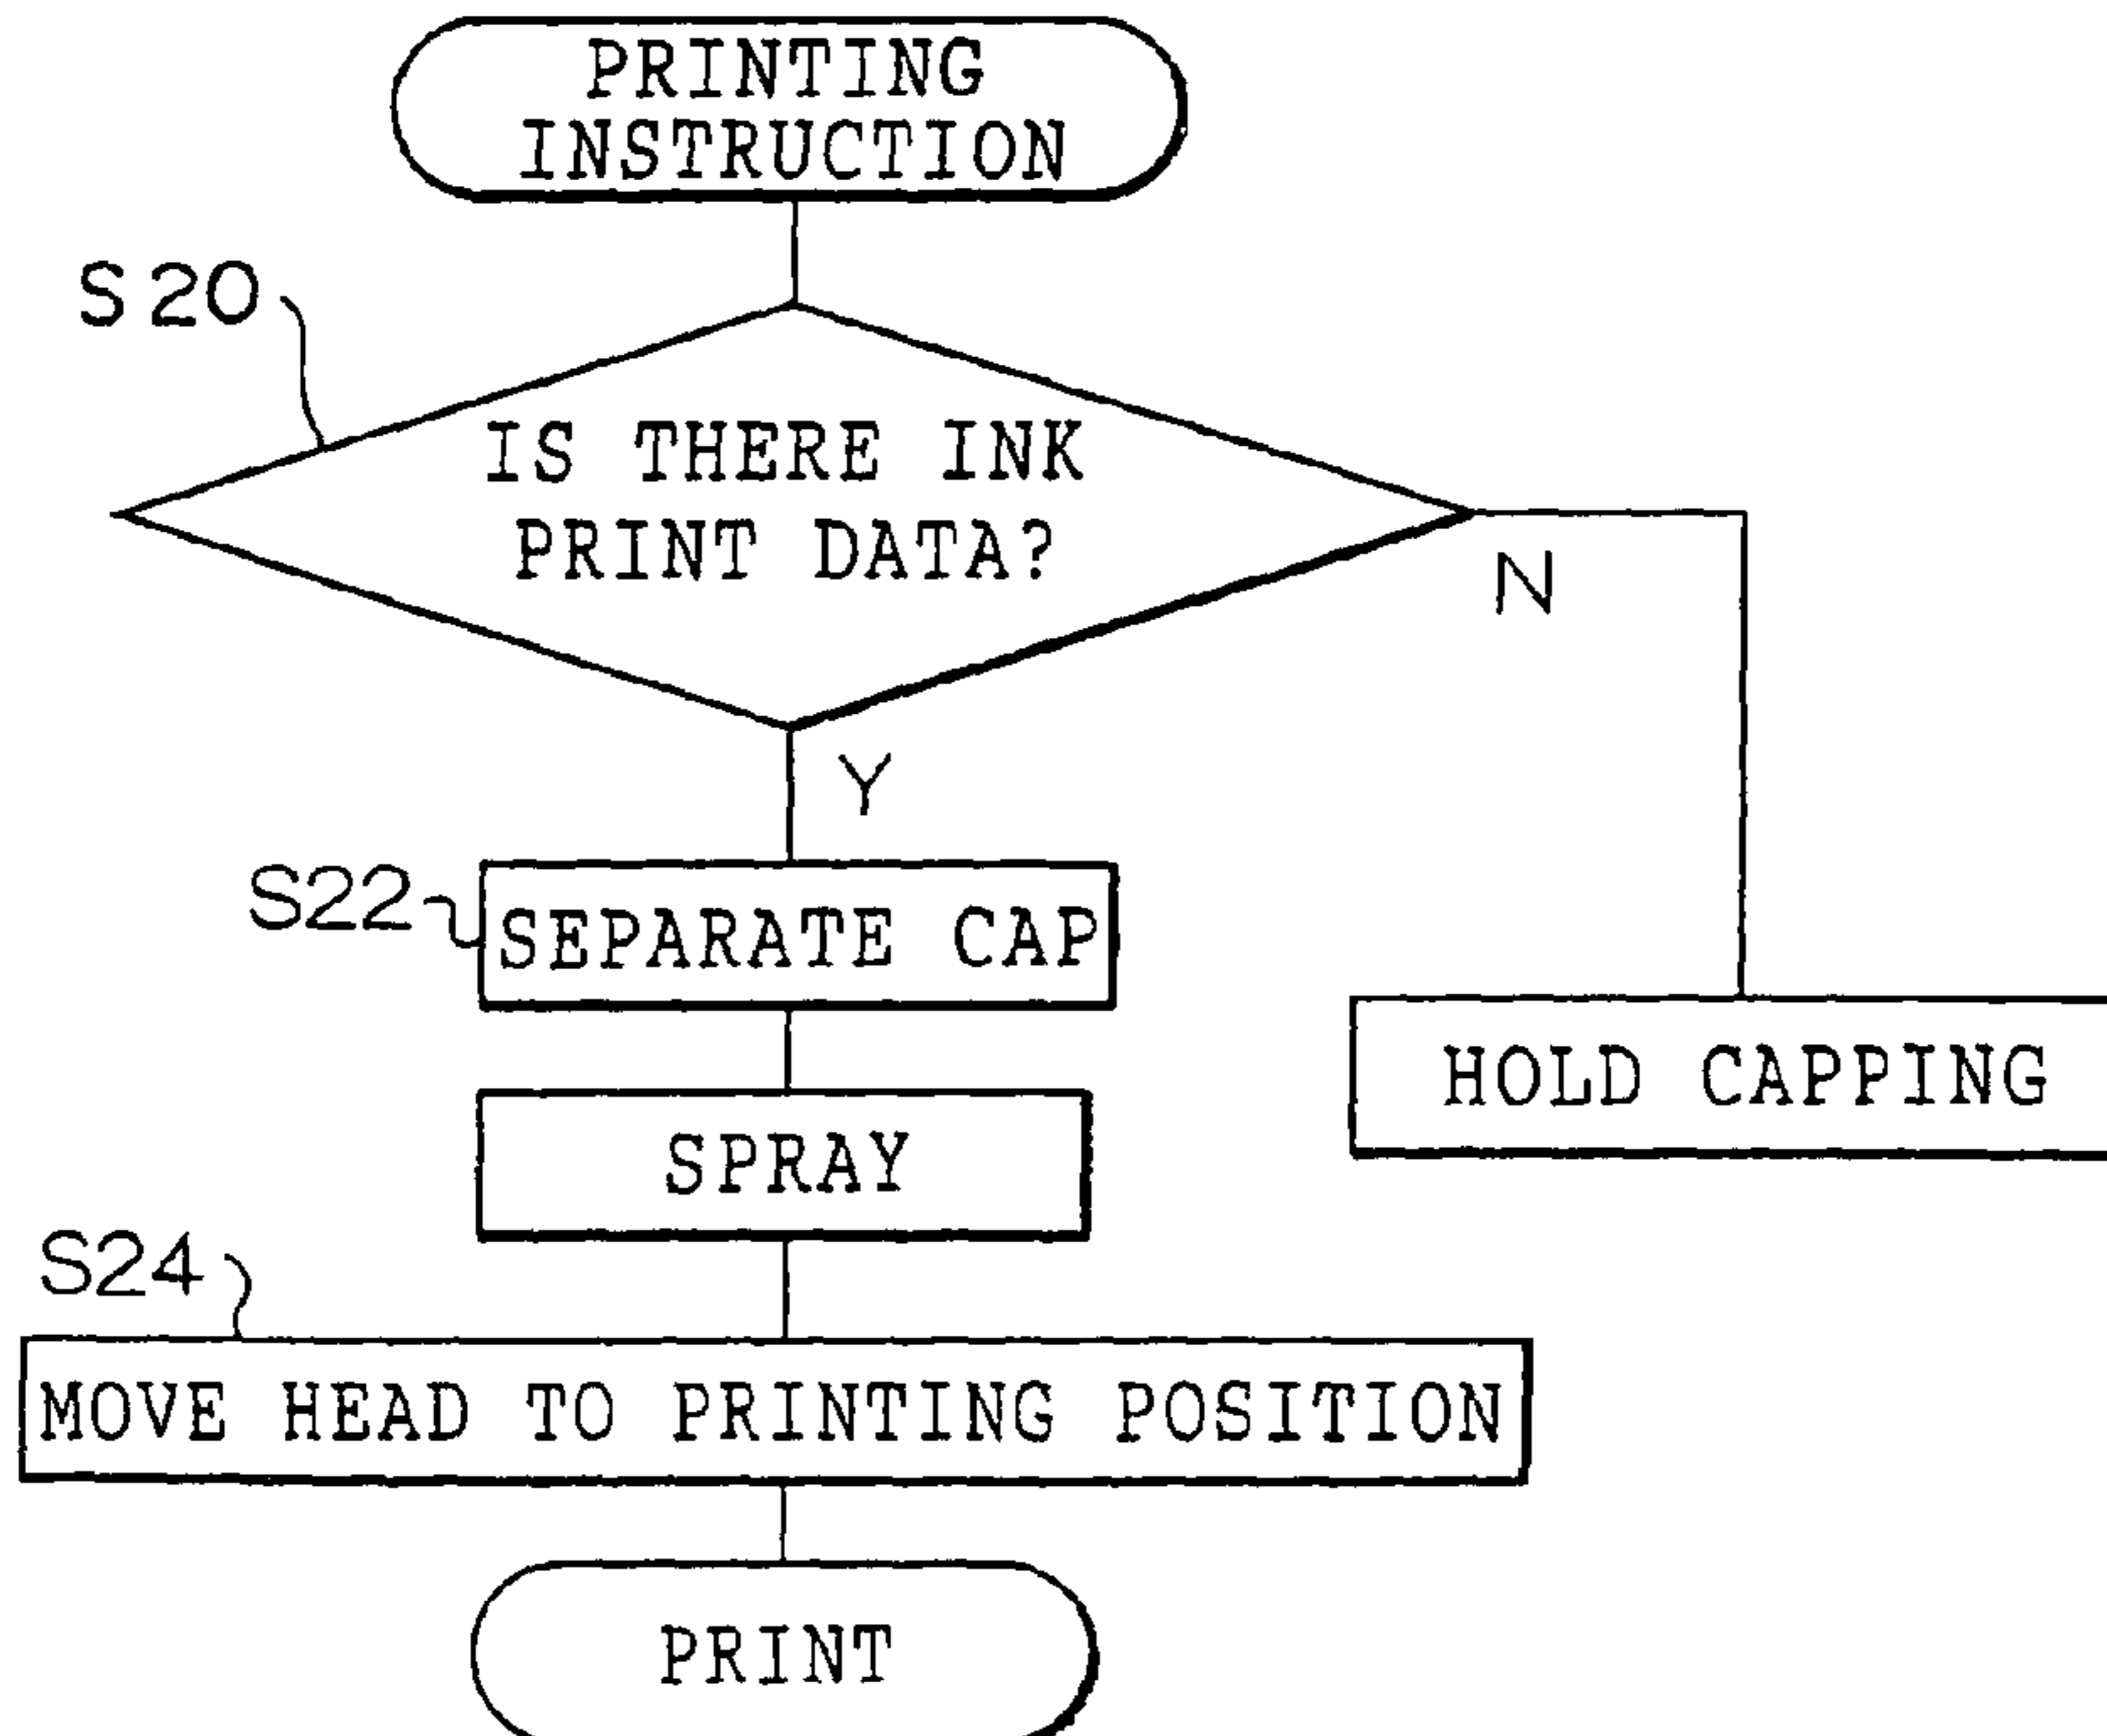 PRINTING
INSTRUCTION
S20
IS THERE INK
PRINT DATA?
N
Y
S22
SEPARATE CAP
HOLD CAPPING
SPRAY
S24
MOVE HEAD TO PRINTING POSITION
PRINT